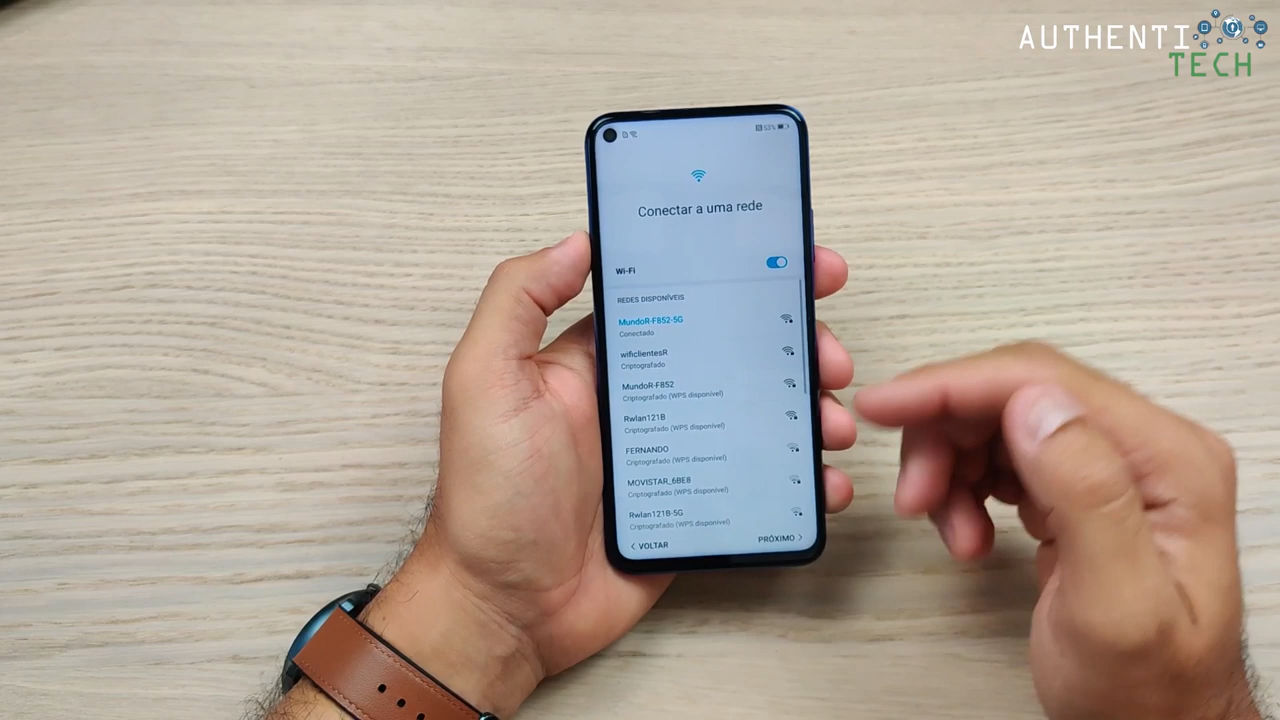 AUTHENTI
TECH
53%
Conectar a uma rede
Wi-Fi
REDES DISPONÍVEIS
MundoR-F852-5G
Conectado
wificlientesR
Criptografado
MundoR-F852
Criptografado (WPS disponível)
Rwlan121B
Criptografado (WPS disponível)
FERNANDO
Criptografado (WPS disponível)
MOVISTAR_6BE8
Criptografado (WPS disponível)
Rwlan121B-5G
Criptografado (WPS disponível)
VOLTAR
PRÓXIMO